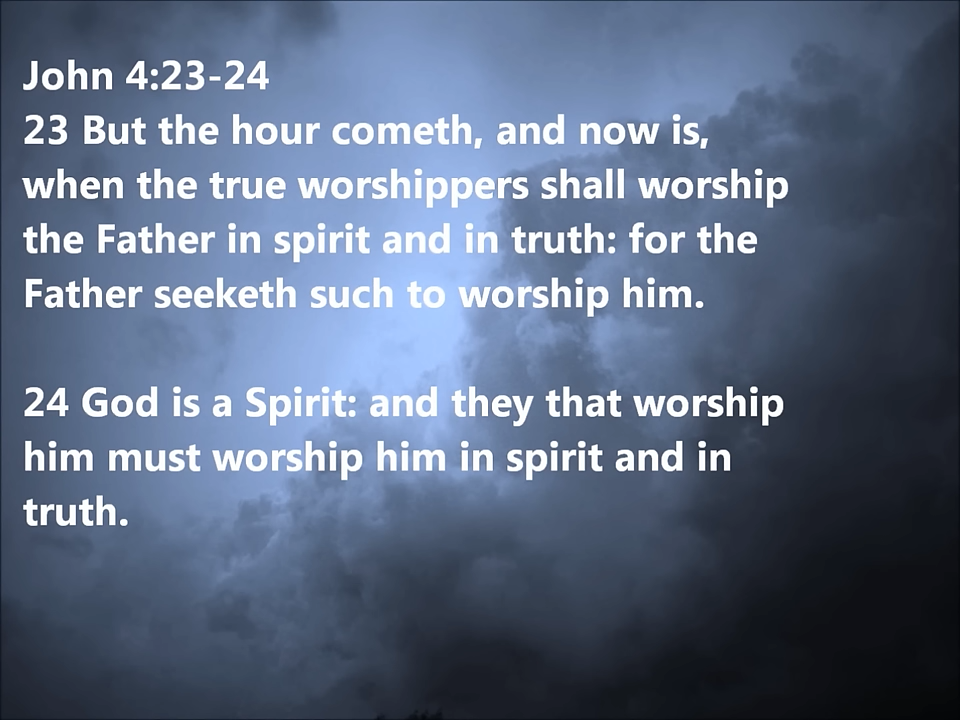 John 4:23-24
23 But the hour cometh, and now is,
when the true worshippers shall worship
the Father in spirit and in truth: for the
Father seeketh such to worship him.
24 God is a Spirit: and they that worship
him must worship him in spirit and in
truth.